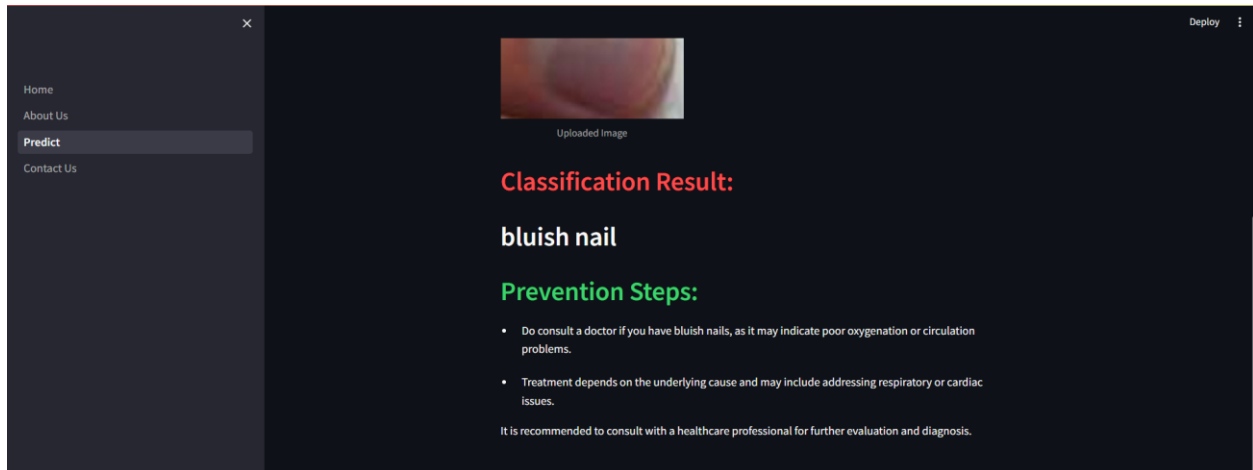 Deploy
Home
About Us
Predict
Contact Us
Uploaded Image
Classification Result:
bluish nail
Prevention Steps:
• Do consult a doctor if you have bluish nails, as it may indicate poor oxygenation or circulation
problems.
• Treatment depends on the underlying cause and may include addressing respiratory or cardiac
issues.
It is recommended to consult with a healthcare professional for further evaluation and diagnosis.